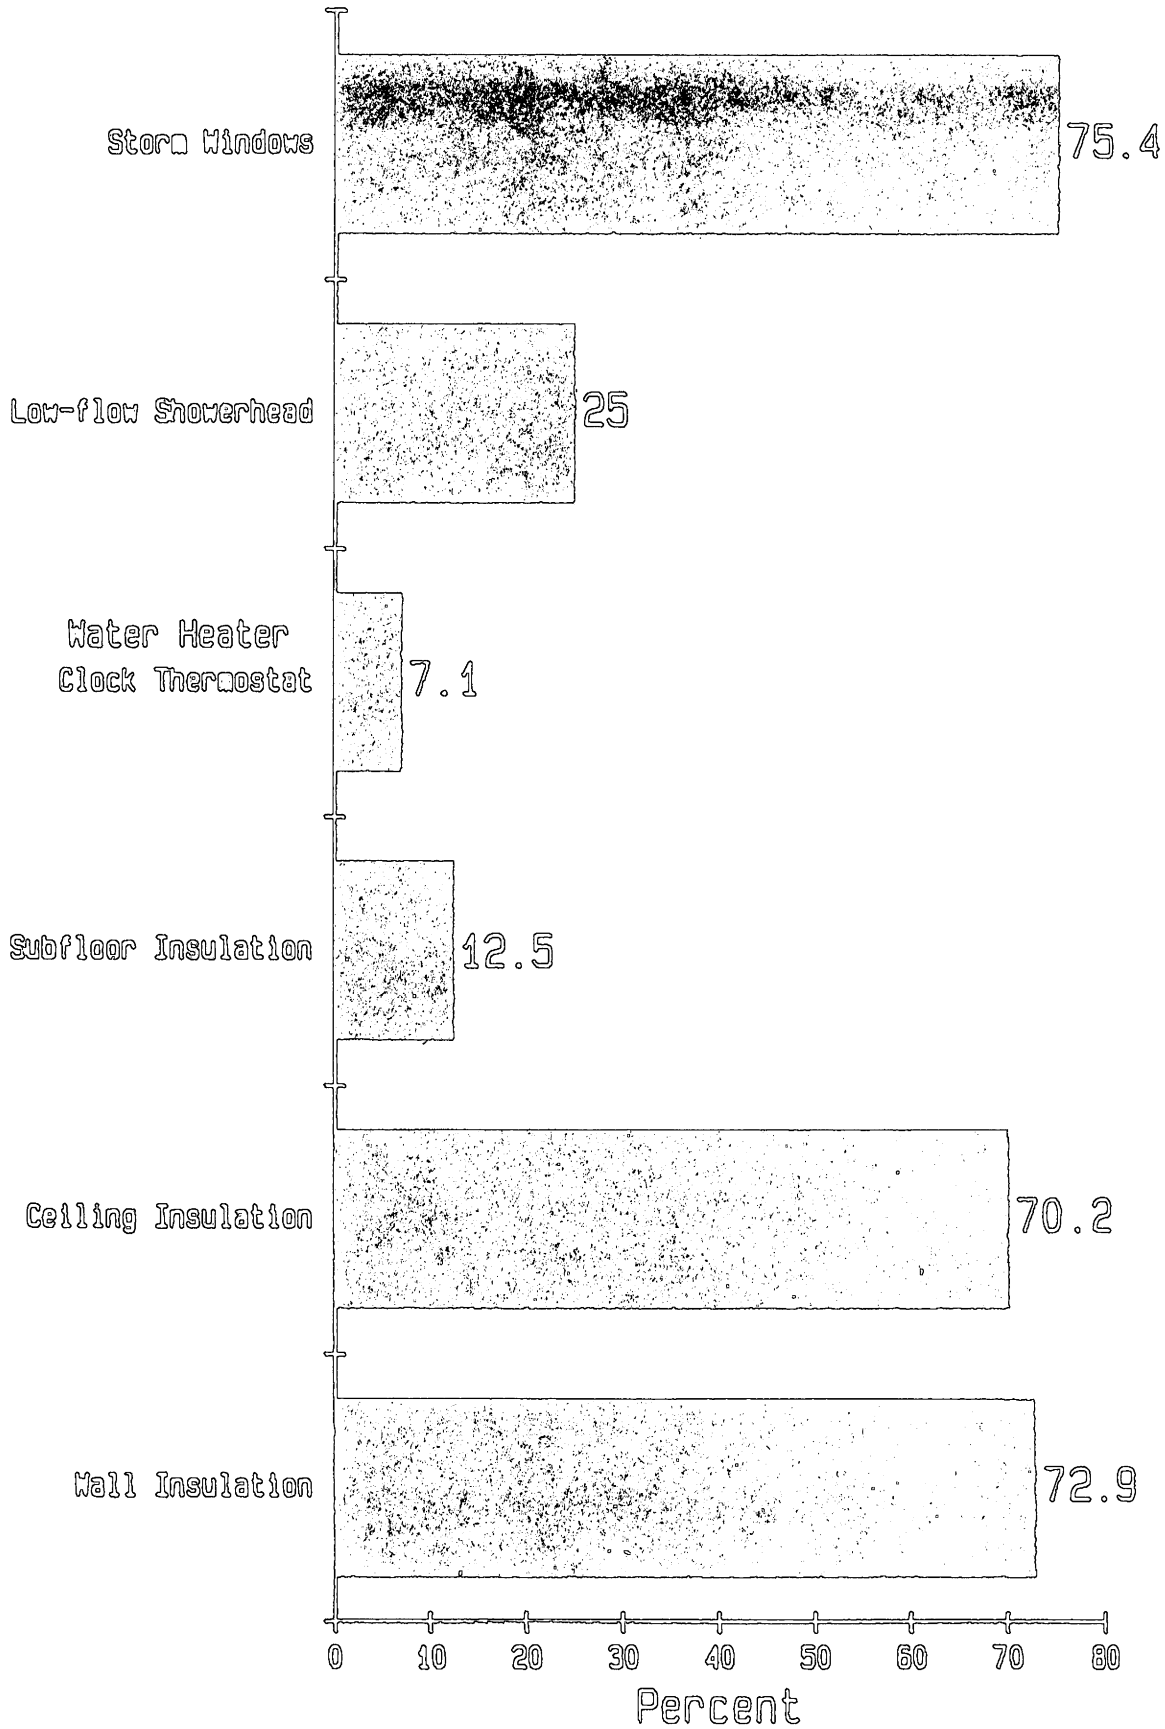 Storm Windows
75.4
Low-flow Showerhead
25
Water Heater
Clock Thermostat
7.1
Subfloor Insulation
12.5
Ceiling Insulation
70.2
Wall Insulation
72.9
0 10 20 30 40 50 60 70 80
Percent